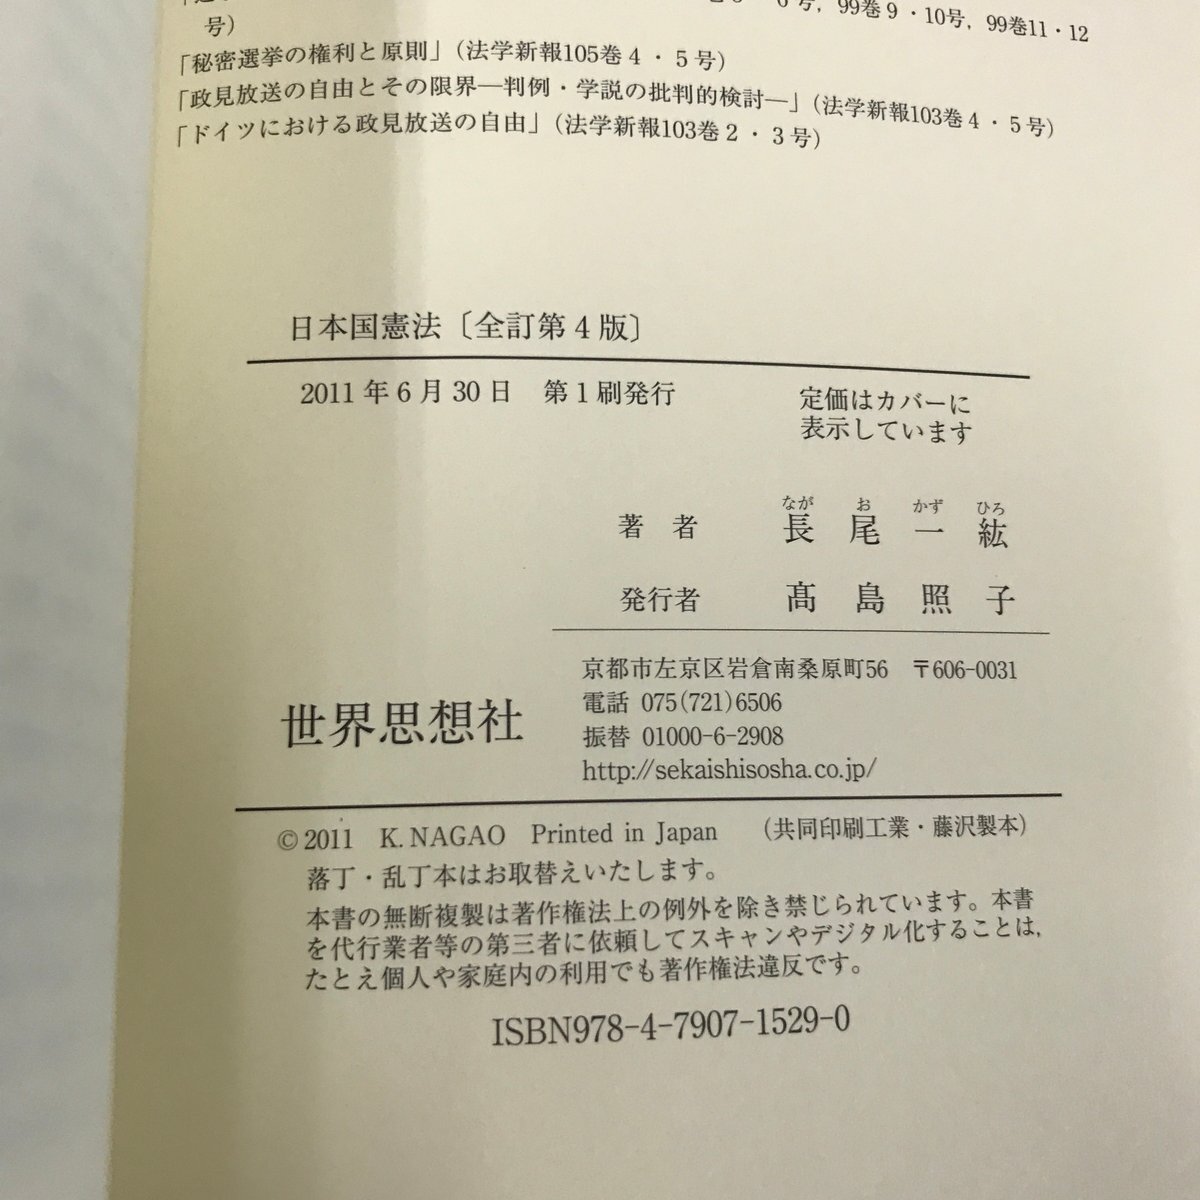 号，99巻9・10号，99巻11・12
号）
「秘密選挙の権利と原則」（法学新報105巻4・5号）
「政見放送の自由とその限界―判例・学説の批判的検討―」（法学新報103巻4・5号）
「ドイツにおける政見放送の自由」（法学新報103巻2・3号）
日本国憲法〔全訂第4版〕
2011年6月30日　第1刷発行
定価はカバーに
表示しています
なが お かず ひろ
著者　長尾一紘
発行者　髙島照子
世界思想社
京都市左京区岩倉南桑原町56　〒606-0031
電話 075(721)6506
振替 01000-6-2908
http://sekaishisosha.co.jp/
©2011 K. NAGAO Printed in Japan （共同印刷工業・藤沢製本）
落丁・乱丁本はお取替えいたします。
本書の無断複製は著作権法上の例外を除き禁じられています。本書
を代行業者等の第三者に依頼してスキャンやデジタル化することは，
たとえ個人や家庭内の利用でも著作権法違反です。
ISBN978-4-7907-1529-0